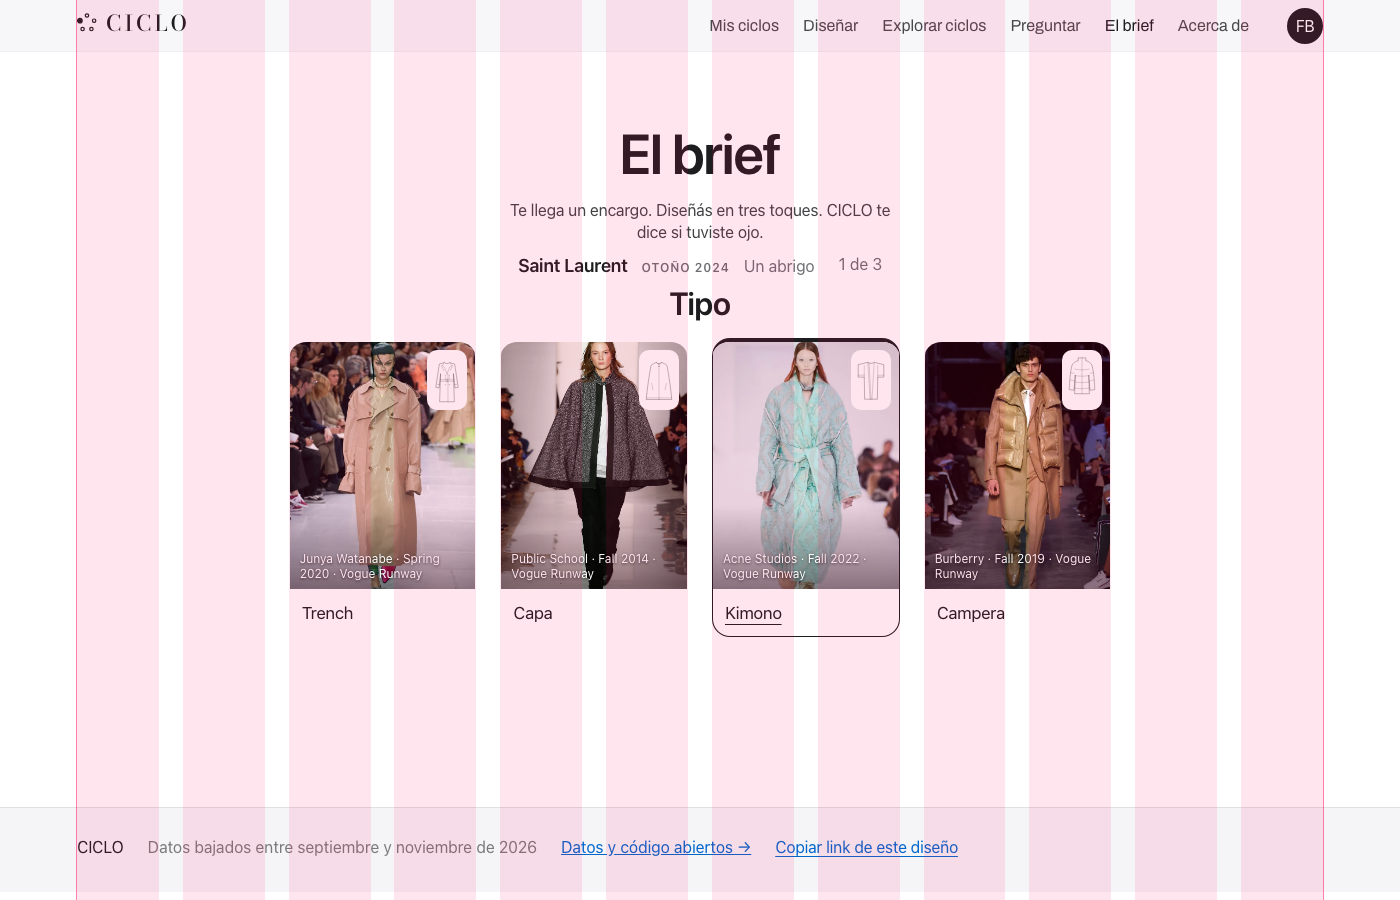 CICLO
Mis ciclos
Diseñar
Explorar ciclos
Preguntar
El brief
Acerca de
FB
El brief
Te llega un encargo. Diseñás en tres toques. CICLO te
dice si tuviste ojo.
Saint Laurent OTOÑO 2024 Un abrigo 1 de 3
Tipo
Junya Watanabe · Spring
2020 · Vogue Runway
Trench
Public School · Fall 2014 ·
Vogue Runway
Capa
Acne Studios · Fall 2022 ·
Vogue Runway
Kimono
Burberry · Fall 2019 · Vogue
Runway
Campera
CICLO
Datos bajados entre septiembre y noviembre de 2026
Datos y código abiertos →
Copiar link de este diseño